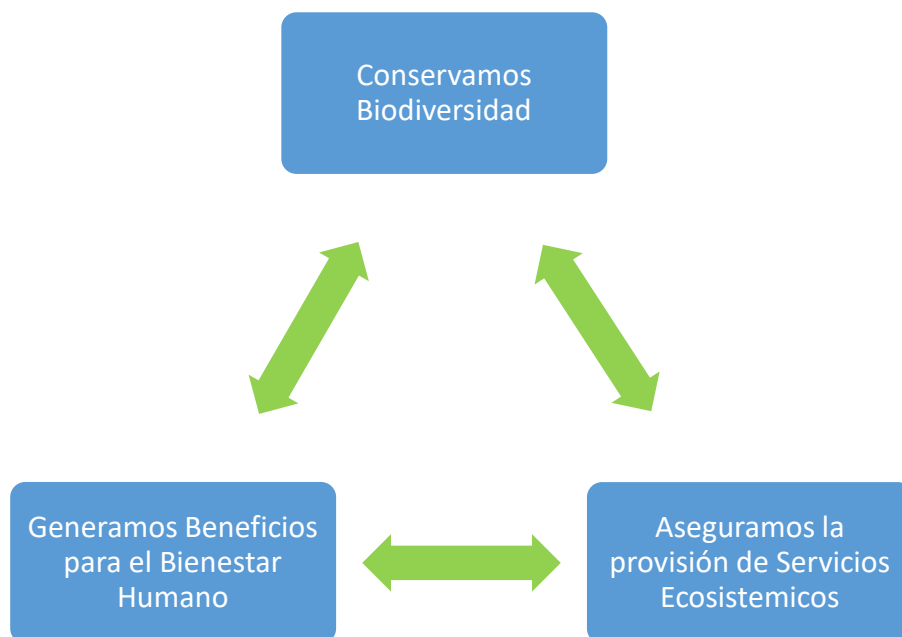 Conservamos
Biodiversidad
Generamos Beneficios
para el Bienestar
Humano
Aseguramos la
provisión de Servicios
Ecosistemicos